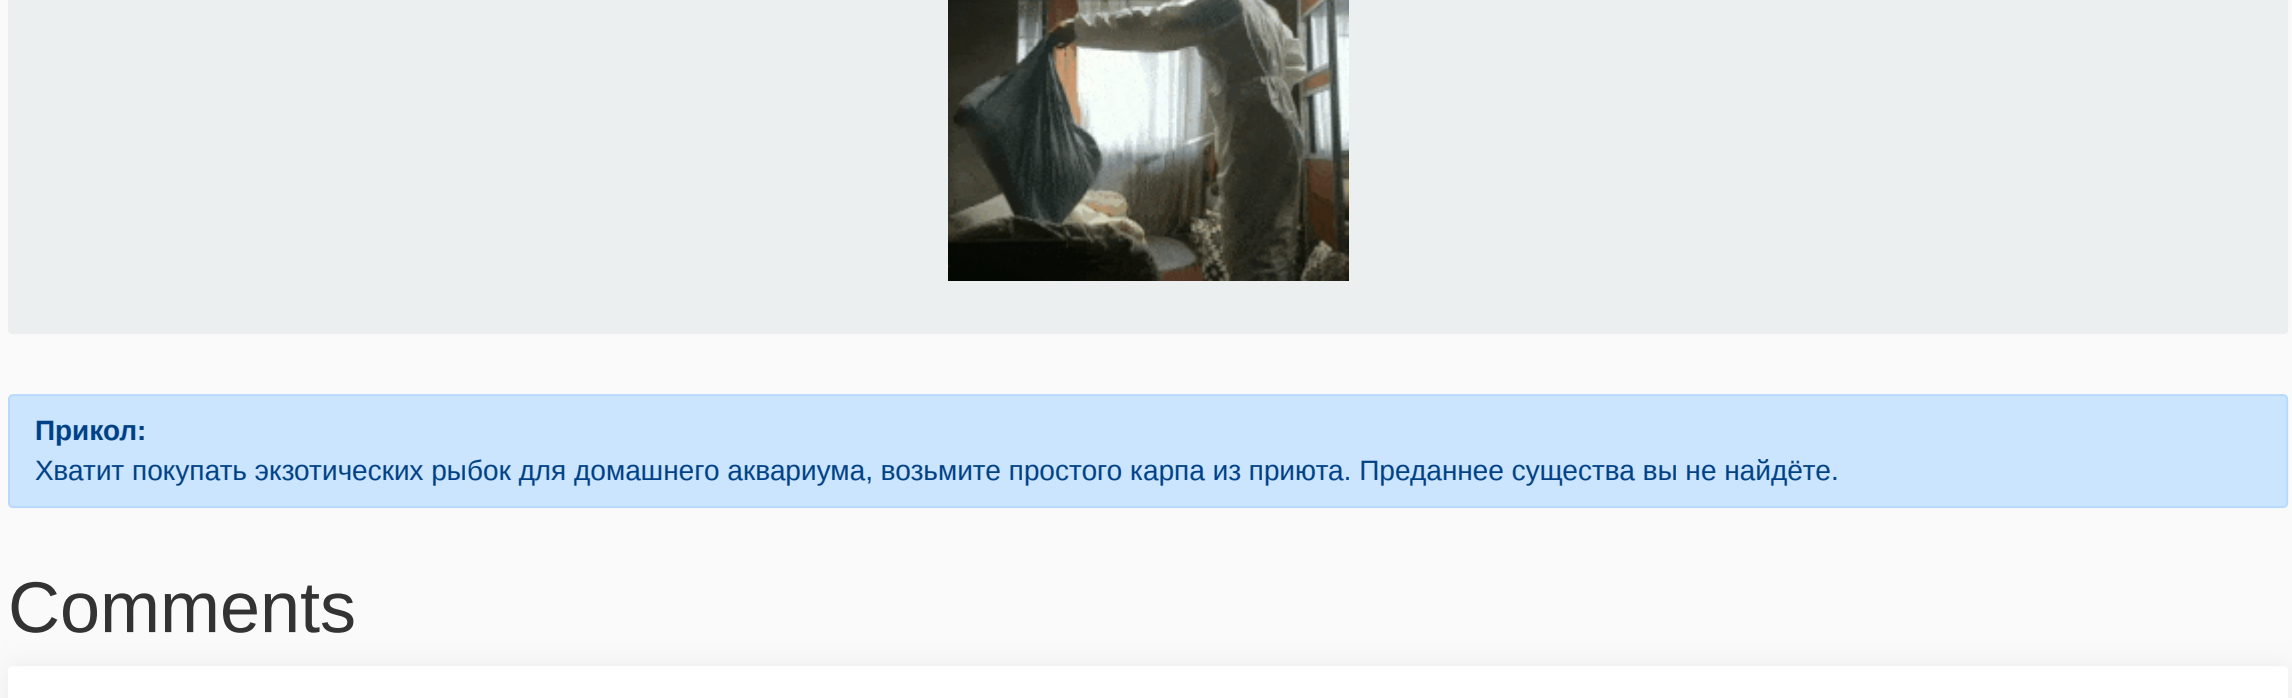 Прикол:
Хватит покупать экзотических рыбок для домашнего аквариума, возьмите простого карпа из приюта. Преданнее существа вы не найдёте.
Comments